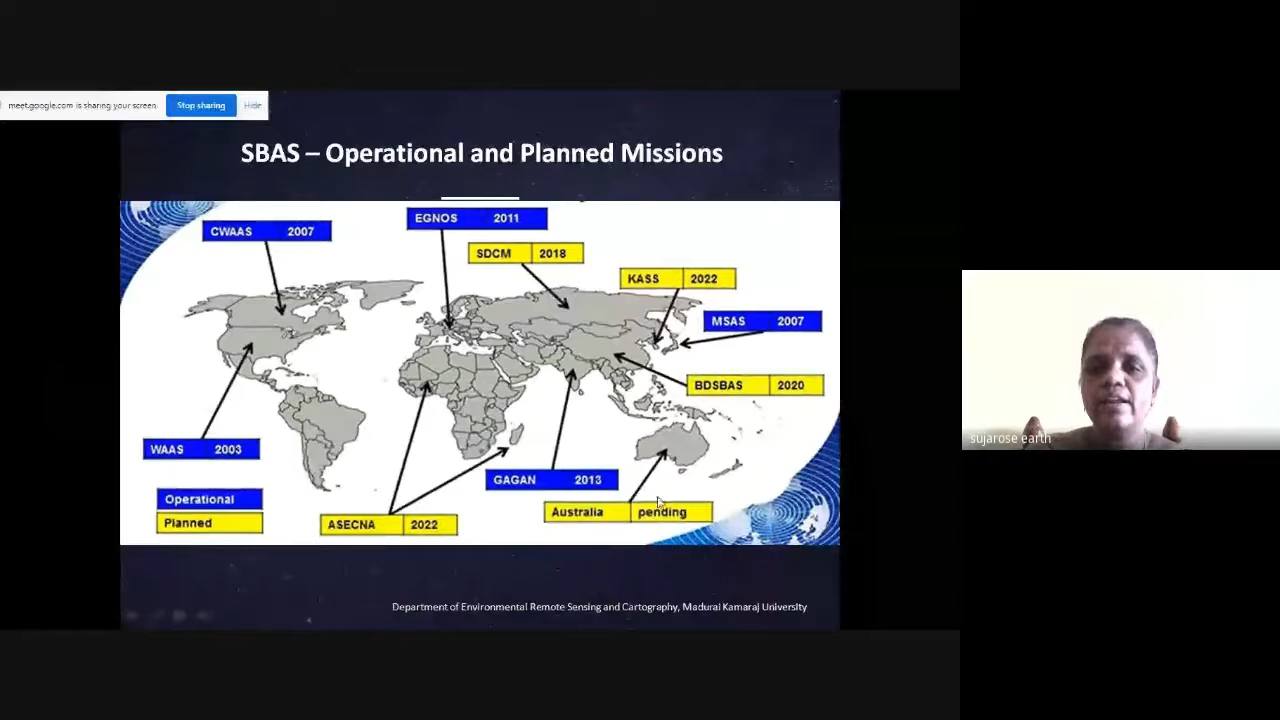 meet.google.com is sharing your screen. Stop sharing Hide
SBAS – Operational and Planned Missions
EGNOS 2011
CWAAS 2007
SDCM 2018
KASS 2022
MSAS 2007
BDSBAS 2020
WAAS 2003
GAGAN 2013
Operational
Australia pending
Planned
ASECNA 2022
sujarose earth
Department of Environmental Remote Sensing and Cartography, Madurai Kamaraj University